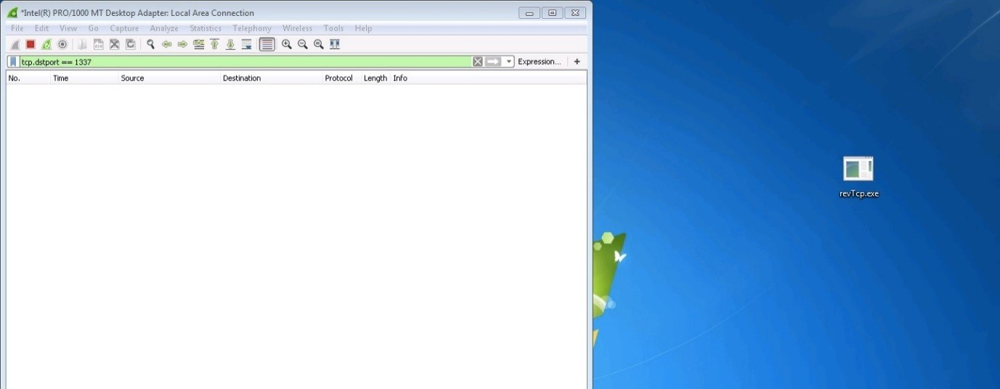 *Intel(R) PRO/1000 MT Desktop Adapter: Local Area Connection
File Edit View Go Capture Analyze Statistics Telephony Wireless Tools Help
tcp.dstport == 1337 Expression... +
No. Time Source Destination Protocol Length Info
revTcp.exe